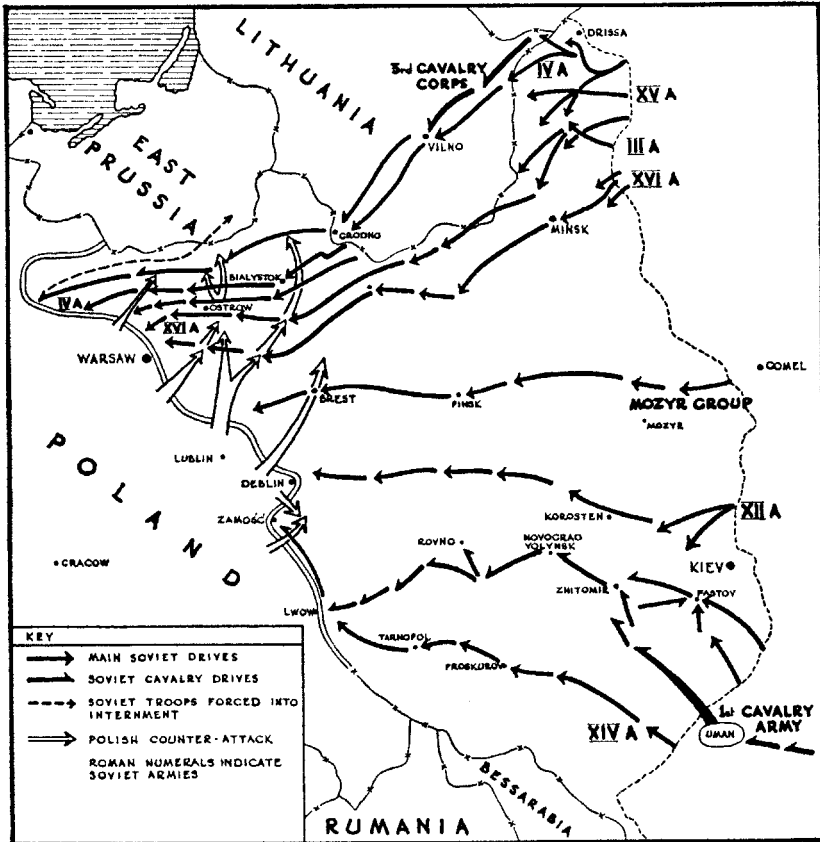 LITHUANIA
DRISSA
3rd CAVALRY
CORPS
IV A
XV A
EAST
PRUSSIA
VILNO
III A
XVI A
GRODNO
MINSK
BIALYSTOK
IV A
OSTROW
XVI A
WARSAW
GOMEL
BREST
PINSK
MOZYR GROUP
MOZYR
POLAND
LUBLIN
DEBLIN
ZAMOŚĆ
XII A
KOROSTEN
ROVNO
NOVOGRAD
VOLYNSK
KIEV
CRACOW
ZHITOMIR
FASTOV
LWOW
TARNOPOL
PROSKUROV
1st CAVALRY
ARMY
XIV A
UMAN
BESSARABIA
RUMANIA
KEY
MAIN SOVIET DRIVES
SOVIET CAVALRY DRIVES
SOVIET TROOPS FORCED INTO
INTERNMENT
POLISH COUNTER-ATTACK
ROMAN NUMERALS INDICATE
SOVIET ARMIES